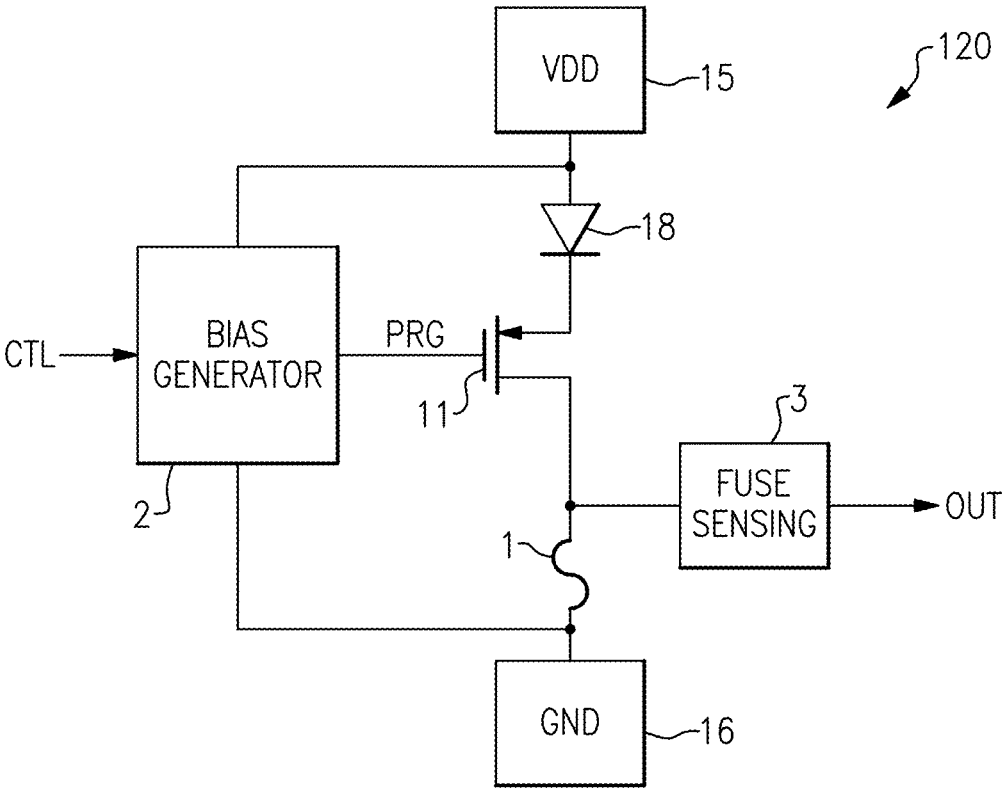 VDD
15
120
18
BIAS
GENERATOR
CTL
PRG
11
2
3
FUSE
SENSING
OUT
1
GND
16